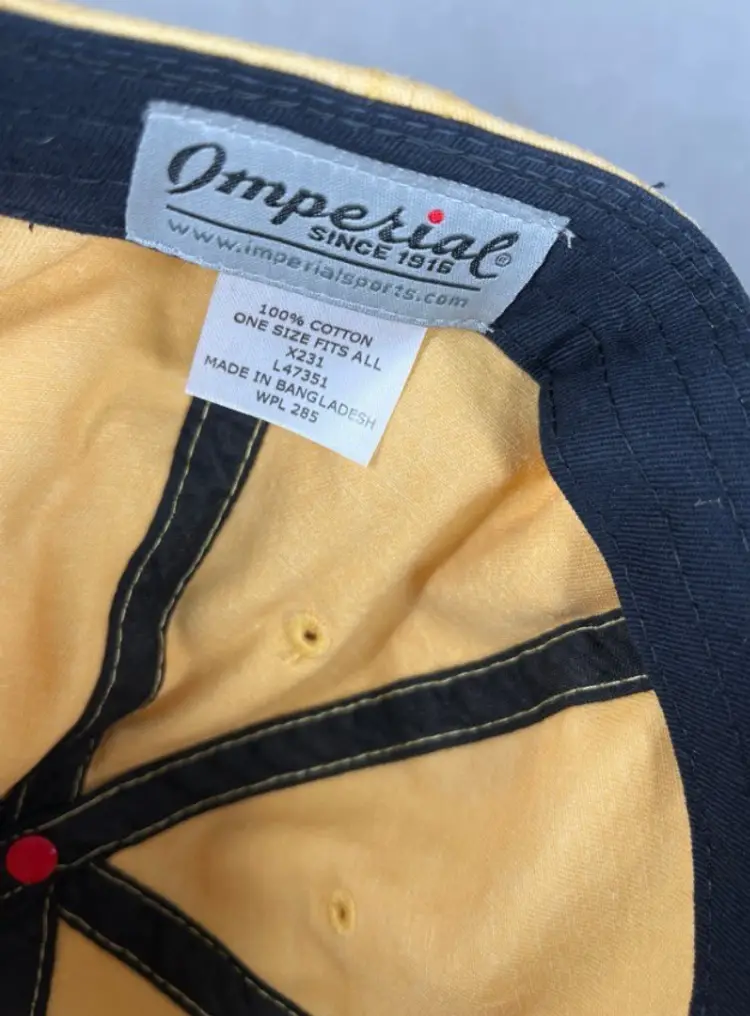 Imperial®
SINCE 1916
www.imperialsports.com
100% COTTON
ONE SIZE FITS ALL
X231
L47351
MADE IN BANGLADESH
WPL 285